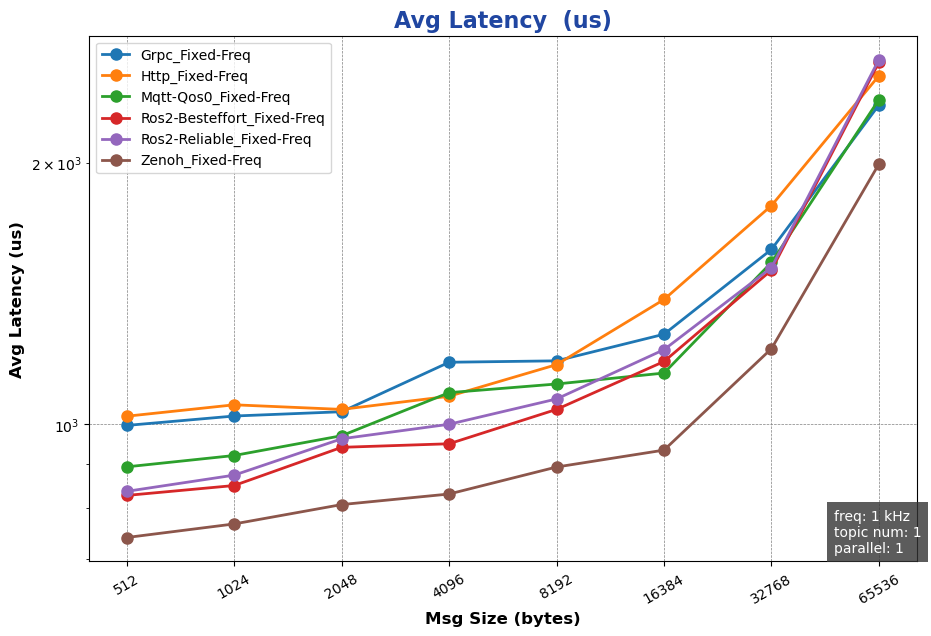 Avg Latency  (us)
Grpc_Fixed-Freq
Http_Fixed-Freq
Mqtt-Qos0_Fixed-Freq
Ros2-Besteffort_Fixed-Freq
Ros2-Reliable_Fixed-Freq
Zenoh_Fixed-Freq
2 × 10³
10³
Avg Latency (us)
freq: 1 kHz
topic num: 1
parallel: 1
512 1024 2048 4096 8192 16384 32768 65536
Msg Size (bytes)